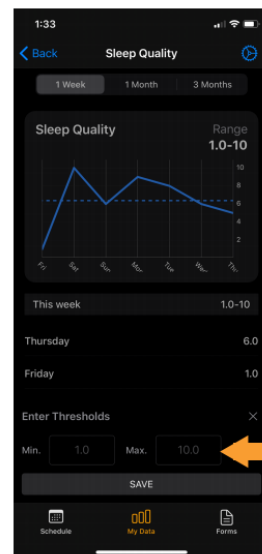 1:33
Back Sleep Quality
1 Week 1 Month 3 Months
Sleep Quality Range
1.0-10
10
8
6
4
2
Fri Sat Sun Mon Tue Wed Thu
This week 1.0-10
Thursday 6.0
Friday 1.0
Enter Thresholds
Min. 1.0 Max. 10.0
SAVE
Schedule My Data Forms